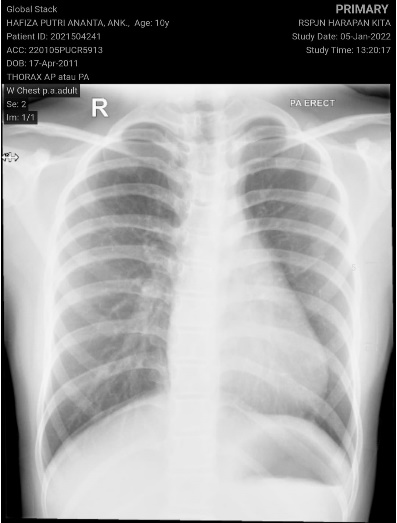 Global Stack
PRIMARY
HAFIZA PUTRI ANANTA, ANK., Age: 10y
RSPJN HARAPAN KITA
Patient ID: 2021504241
Study Date: 05-Jan-2022
ACC: 220105PUCR5913
Study Time: 13:20:17
DOB: 17-Apr-2011
THORAX AP atau PA
W Chest p.a.adult
Se: 2
Im: 1/1
R
PA ERECT